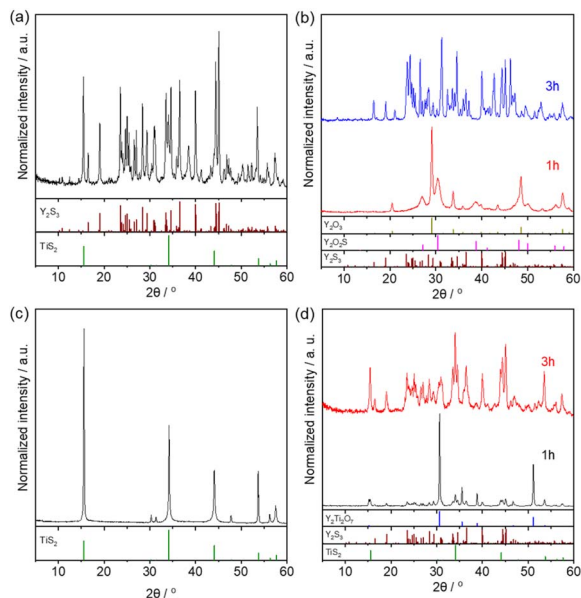 (a)
Normalized intensity / a.u.
Y₂S₃
TiS₂
10 20 30 40 50 60
2θ / °
(b)
Normalized intensity / a.u.
3h
1h
Y₂O₃
Y₂O₂S
Y₂S₃
10 20 30 40 50 60
2θ / °
(c)
Normalized intensity / a.u.
TiS₂
10 20 30 40 50 60
2θ / °
(d)
Normalized intensity / a.u.
3h
1h
Y₂Ti₂O₇
Y₂S₃
TiS₂
10 20 30 40 50 60
2θ / °